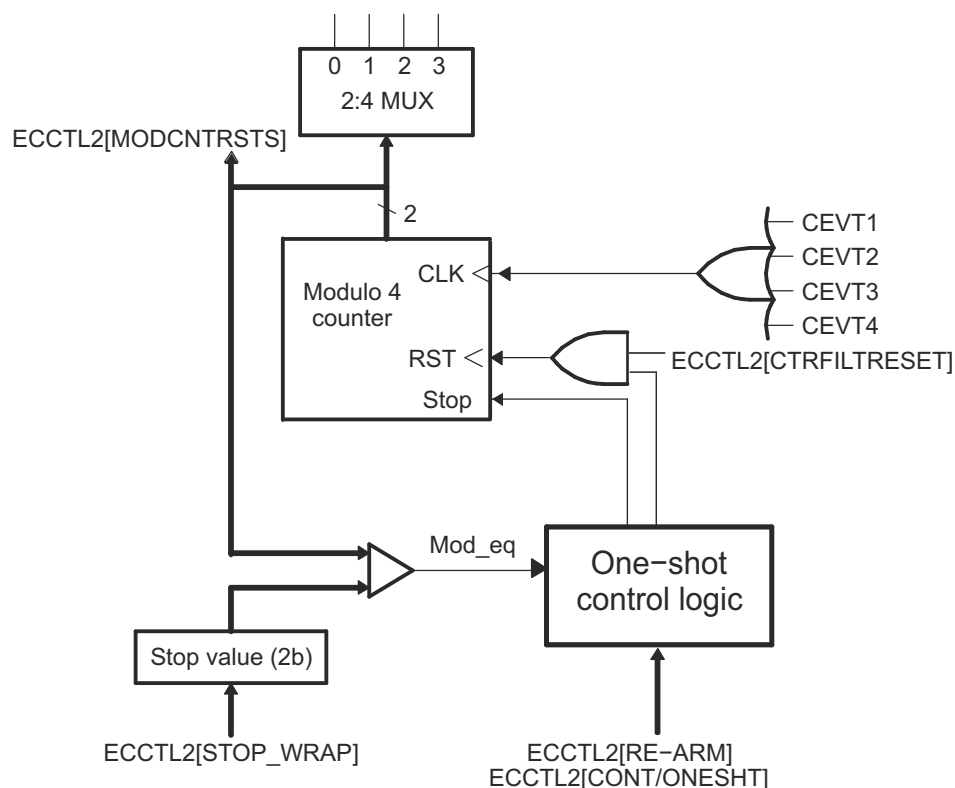 0 1 2 3
2:4 MUX
ECCTL2[MODCNTRSTS]
2
CEVT1
CEVT2
CEVT3
CEVT4
CLK
Modulo 4
counter
RST
ECCTL2[CTRFILTRESET]
Stop
Mod_eq
One−shot
control logic
Stop value (2b)
ECCTL2[STOP_WRAP]
ECCTL2[RE−ARM]
ECCTL2[CONT/ONESHT]